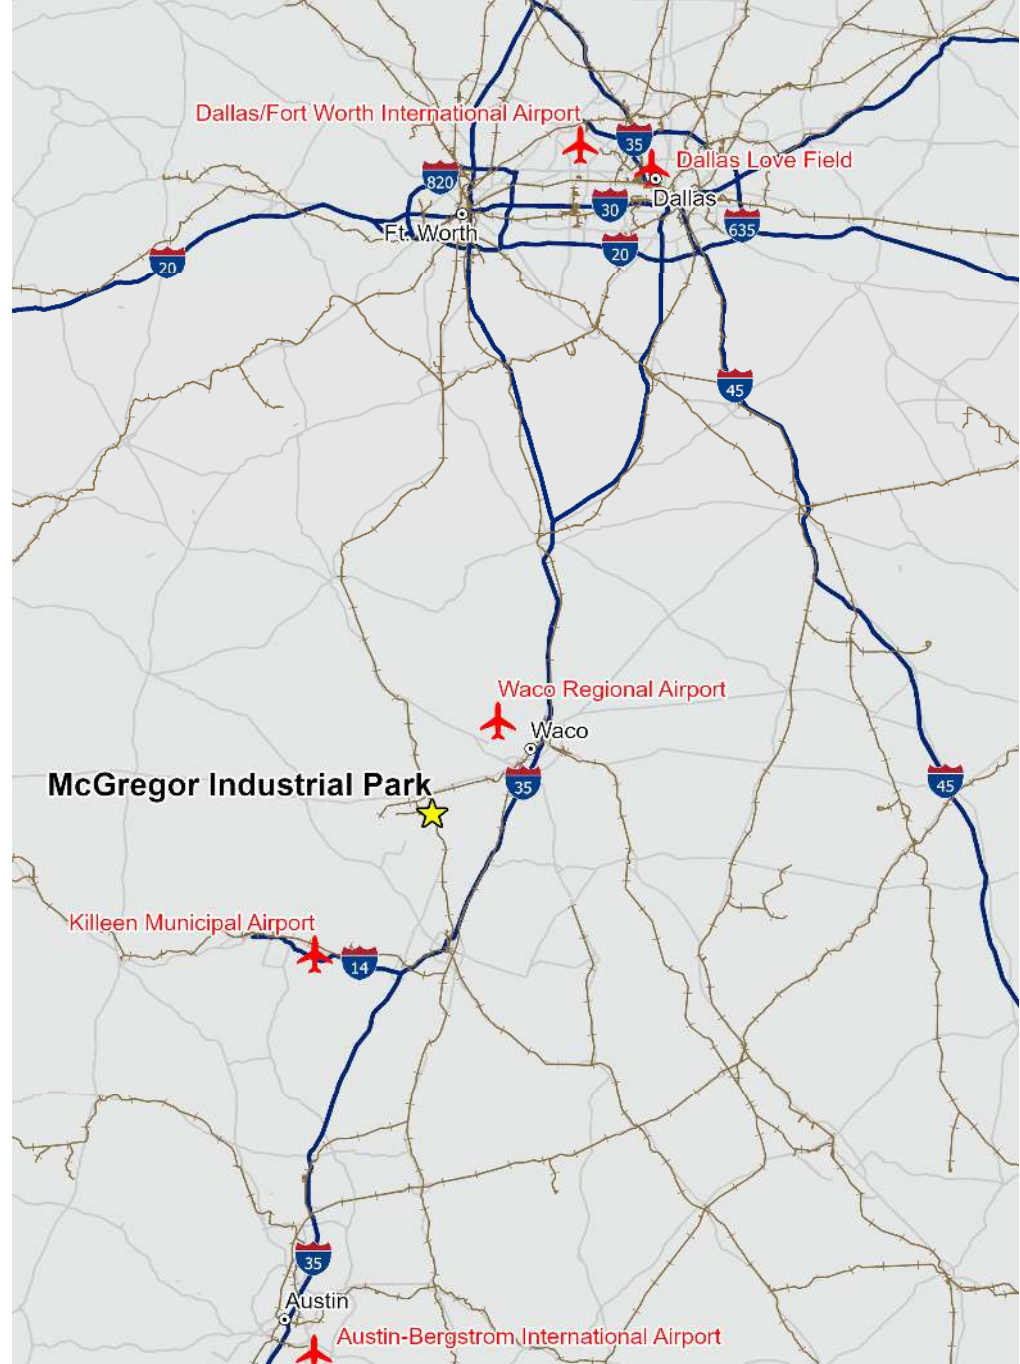 Dallas/Fort Worth International Airport
35
Dallas Love Field
820
Dallas
30
Ft. Worth
635
20
20
45
Waco Regional Airport
Waco
McGregor Industrial Park
35
45
Killeen Municipal Airport
14
35
Austin
Austin-Bergstrom International Airport